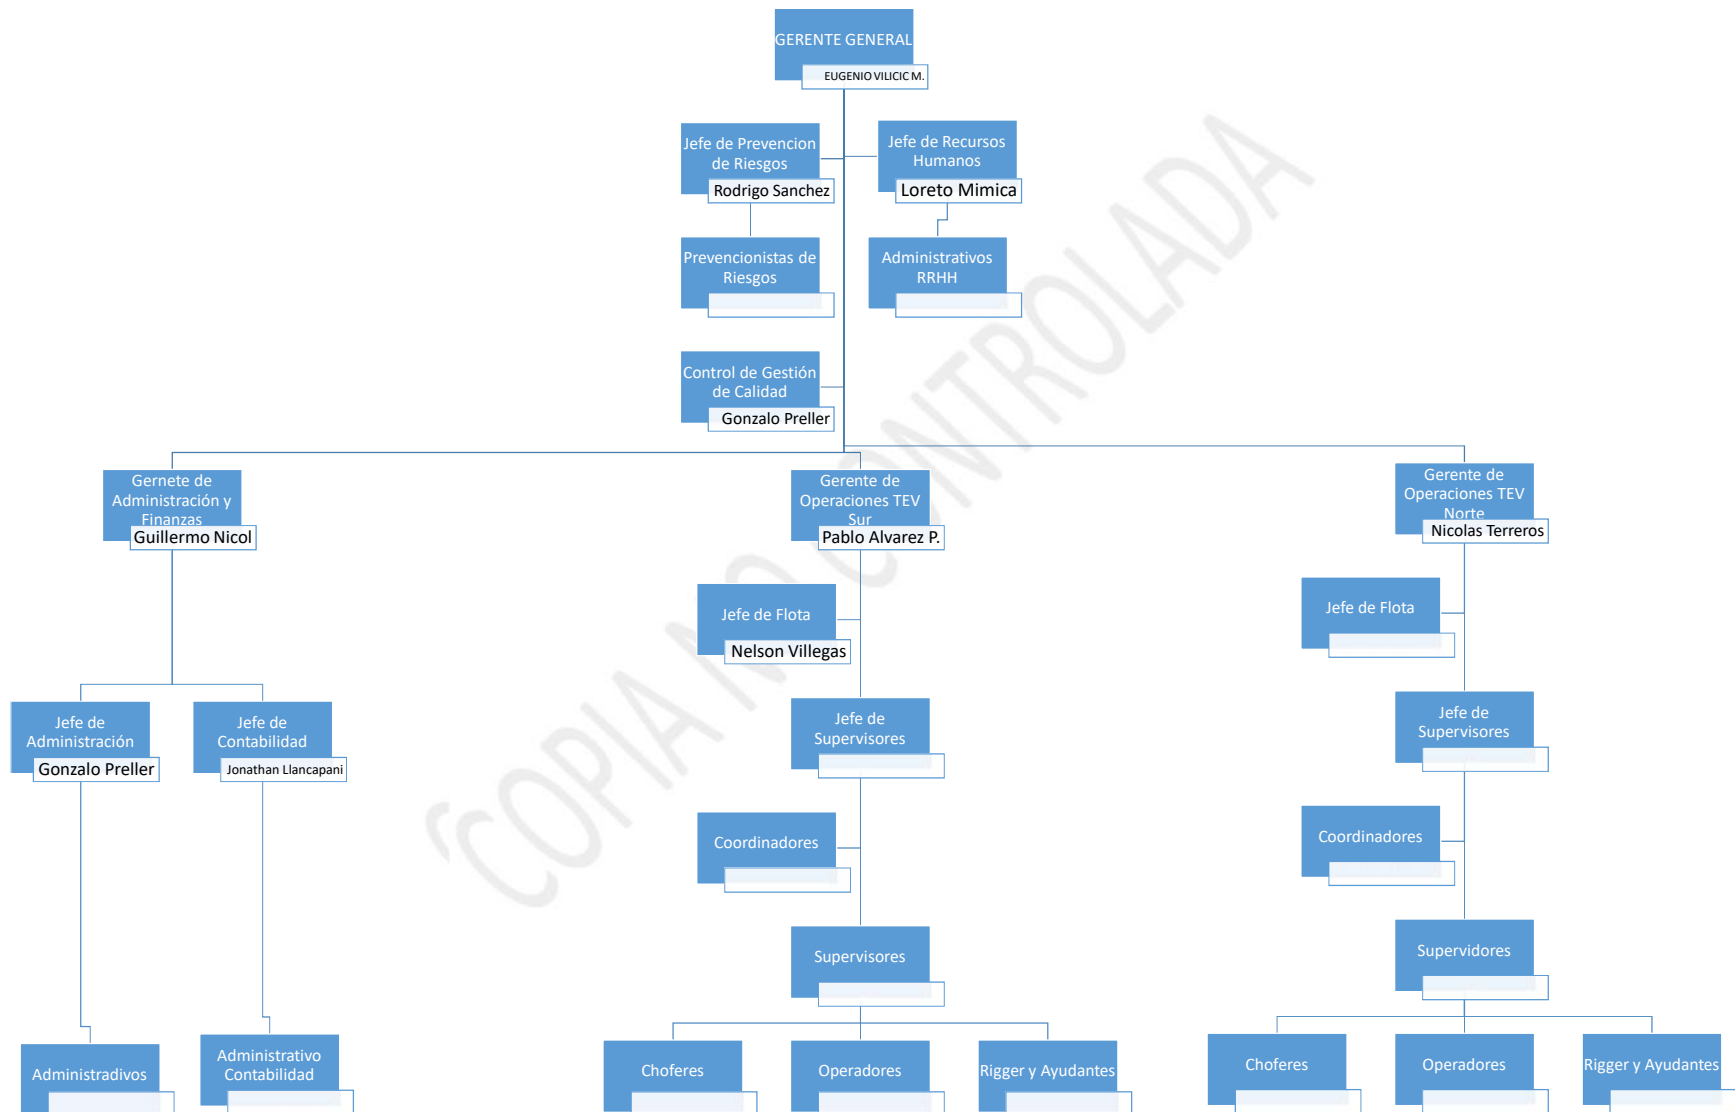 GERENTE GENERAL
EUGENIO VILICIC M.
Jefe de Prevencion
de Riesgos
Rodrigo Sanchez
Jefe de Recursos
Humanos
Loreto Mimica
Prevencionistas de
Riesgos
Administrativos
RRHH
Control de Gestión
de Calidad
Gonzalo Preller
Gernete de
Administración y
Finanzas
Guillermo Nicol
Gerente de
Operaciones TEV
Sur
Pablo Alvarez P.
Gerente de
Operaciones TEV
Norte
Nicolas Terreros
Jefe de Flota
Nelson Villegas
Jefe de Flota
Jefe de
Administración
Gonzalo Preller
Jefe de
Contabilidad
Jonathan Llancapani
Jefe de
Supervisores
Jefe de
Supervisores
Coordinadores
Coordinadores
Supervisores
Supervidores
Administradivos
Administrativo
Contabilidad
Choferes
Operadores
Rigger y Ayudantes
Choferes
Operadores
Rigger y Ayudantes
COPIA NO CONTROLADA